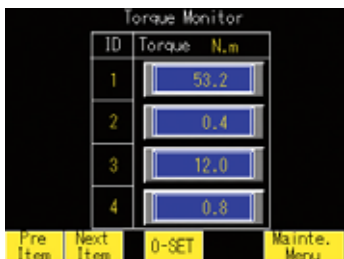 Torque Monitor
ID Torque N.m
1 53.2
2 0.4
3 12.0
4 0.8
Pre Item Next Item 0-SET Mainte. Menu